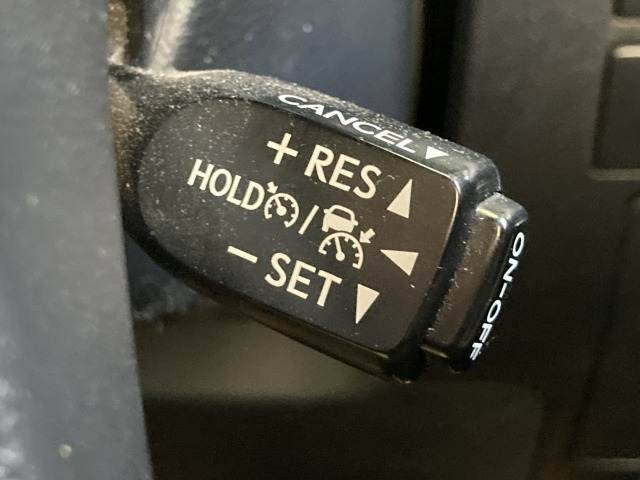 CANCEL▼
+ RES ▲
HOLD /
− SET ▼
ON-OFF